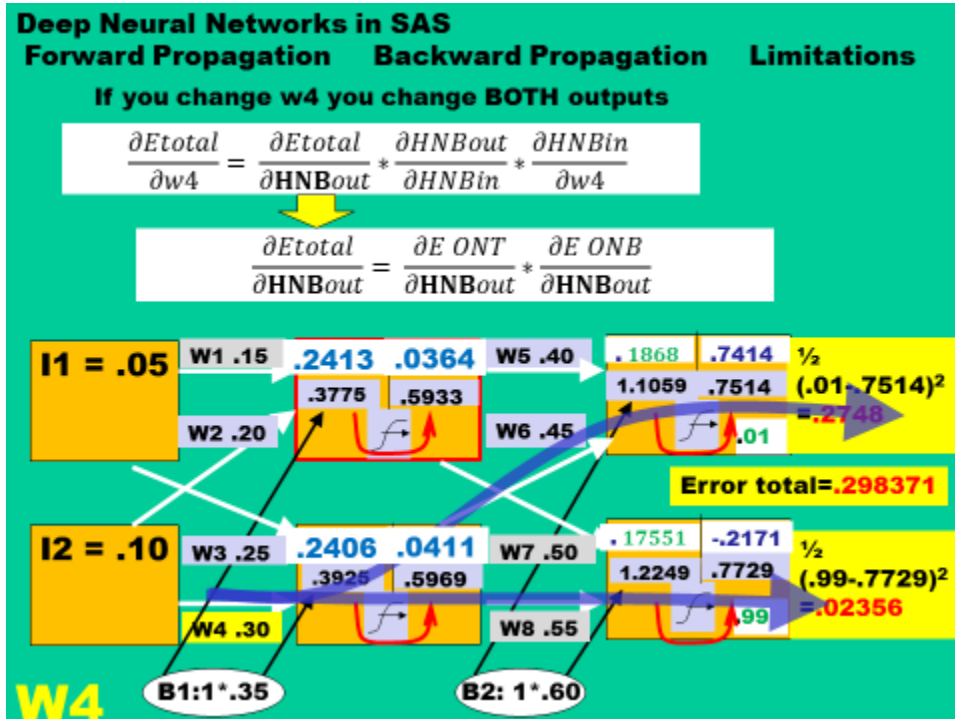 Deep Neural Networks in SAS
Forward Propagation Backward Propagation Limitations
If you change w4 you change BOTH outputs
∂Etotal/∂w4 = ∂Etotal/∂HNBout * ∂HNBout/∂HNBin * ∂HNBin/∂w4
∂Etotal/∂HNBout = ∂E ONT/∂HNBout * ∂E ONB/∂HNBout
I1 = .05
W1 .15
.2413 .0364
W5 .40
.1868 .7414
½
.3775 .5933
1.1059 .7514
(.01-.7514)²
=.2748
W2 .20
W6 .45
.01
Error total=.298371
I2 = .10
W3 .25
.2406 .0411
W7 .50
.17551 -.2171
½
.3925 .5969
1.2249 .7729
(.99-.7729)²
=.02356
W4 .30
W8 .55
.99
B1:1*.35
B2: 1*.60
W4